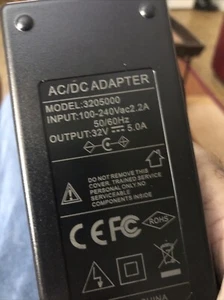 AC/DC ADAPTER
MODEL:3205000
INPUT:100-240Vac2.2A
50/60Hz
OUTPUT:32V⎓5.0A
DO NOT REMOVE THIS
COVER, TRAINED SERVICE
PERSONAL ONLY NO
SERVICEABLE
COMPONENTS INSIDE
CE FC ROHS
CHINA